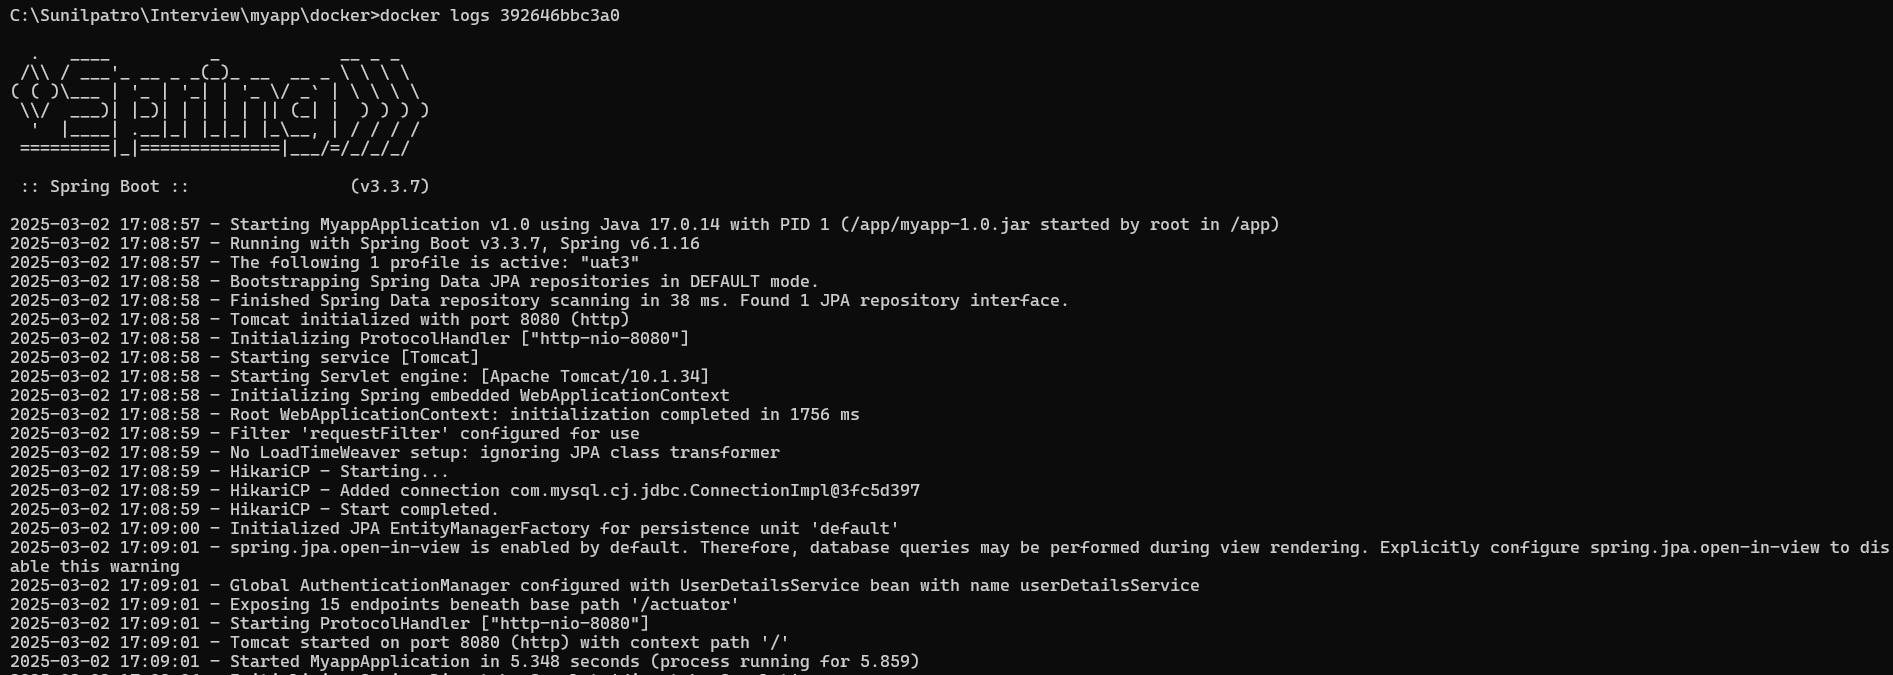 C:\Sunilpatro\Interview\myapp\docker>docker logs 392646bbc3a0
  .   ____          _            __ _ _
 /\\ / ___'_ __ _ _(_)_ __  __ _ \ \ \ \
( ( )\___ | '_ | '_| | '_ \/ _` | \ \ \ \
 \\/  ___)| |_)| | | | | || (_| |  ) ) ) )
  '  |____| .__|_| |_|_| |_\__, | / / / /
 =========|_|==============|___/=/_/_/_/
 :: Spring Boot ::                (v3.3.7)
2025-03-02 17:08:57 - Starting MyappApplication v1.0 using Java 17.0.14 with PID 1 (/app/myapp-1.0.jar started by root in /app)
2025-03-02 17:08:57 - Running with Spring Boot v3.3.7, Spring v6.1.16
2025-03-02 17:08:57 - The following 1 profile is active: "uat3"
2025-03-02 17:08:58 - Bootstrapping Spring Data JPA repositories in DEFAULT mode.
2025-03-02 17:08:58 - Finished Spring Data repository scanning in 38 ms. Found 1 JPA repository interface.
2025-03-02 17:08:58 - Tomcat initialized with port 8080 (http)
2025-03-02 17:08:58 - Initializing ProtocolHandler ["http-nio-8080"]
2025-03-02 17:08:58 - Starting service [Tomcat]
2025-03-02 17:08:58 - Starting Servlet engine: [Apache Tomcat/10.1.34]
2025-03-02 17:08:58 - Initializing Spring embedded WebApplicationContext
2025-03-02 17:08:58 - Root WebApplicationContext: initialization completed in 1756 ms
2025-03-02 17:08:59 - Filter 'requestFilter' configured for use
2025-03-02 17:08:59 - No LoadTimeWeaver setup: ignoring JPA class transformer
2025-03-02 17:08:59 - HikariCP - Starting...
2025-03-02 17:08:59 - HikariCP - Added connection com.mysql.cj.jdbc.ConnectionImpl@3fc5d397
2025-03-02 17:08:59 - HikariCP - Start completed.
2025-03-02 17:09:00 - Initialized JPA EntityManagerFactory for persistence unit 'default'
2025-03-02 17:09:01 - spring.jpa.open-in-view is enabled by default. Therefore, database queries may be performed during view rendering. Explicitly configure spring.jpa.open-in-view to dis
able this warning
2025-03-02 17:09:01 - Global AuthenticationManager configured with UserDetailsService bean with name userDetailsService
2025-03-02 17:09:01 - Exposing 15 endpoints beneath base path '/actuator'
2025-03-02 17:09:01 - Starting ProtocolHandler ["http-nio-8080"]
2025-03-02 17:09:01 - Tomcat started on port 8080 (http) with context path '/'
2025-03-02 17:09:01 - Started MyappApplication in 5.348 seconds (process running for 5.859)